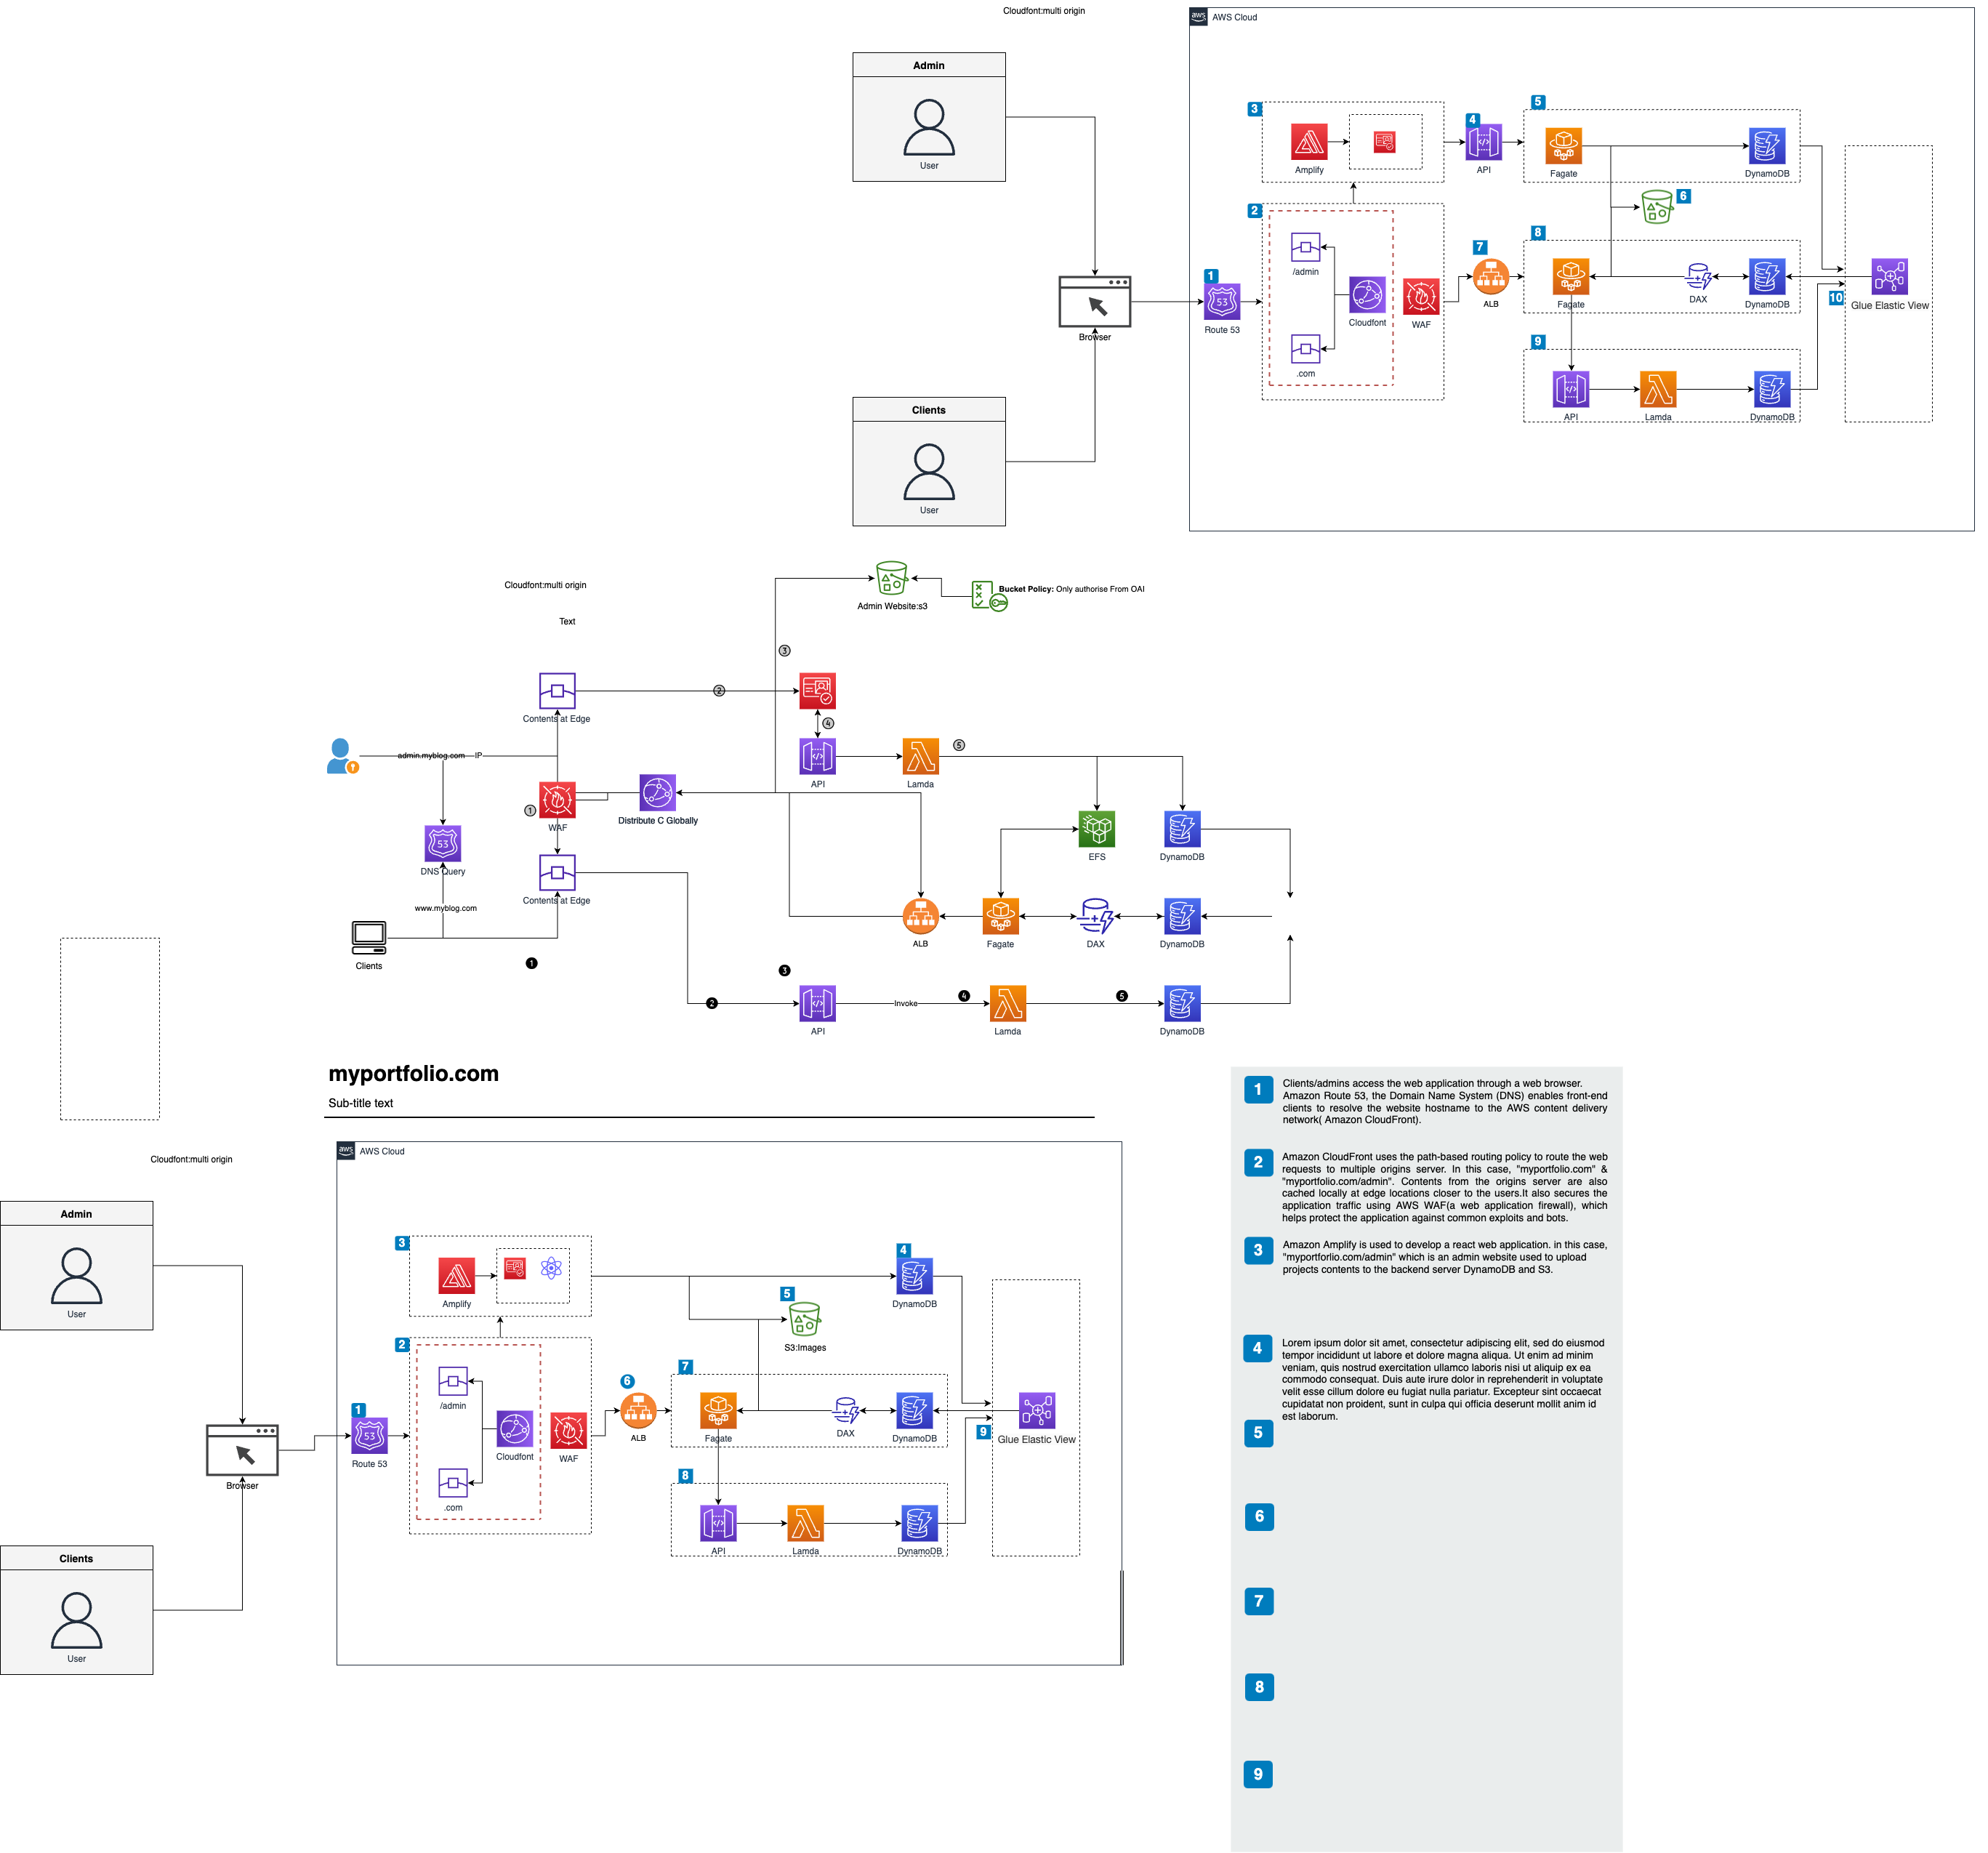 Cloudfont:multi origin
aws
AWS Cloud
Admin
User
3
Amplify
4
API
5
Fagate
DynamoDB
6
2
/admin
Cloudfont
.com
WAF
1
53
Route 53
Browser
7
ALB
8
Fagate
DAX
DynamoDB
10
Glue Elastic View
9
API
Lamda
DynamoDB
Clients
User
Cloudfont:multi origin
Text
Admin Website:s3
Bucket Policy: Only authorise From OAI
3
2
Contents at Edge
4
admin.myblog.com
IP
API
Lamda
5
1
WAF
Distribute C Globally
53
DNS Query
EFS
DynamoDB
Contents at Edge
www.myblog.com
Clients
1
ALB
Fagate
DAX
DynamoDB
3
2
API
Invoke
4
Lamda
5
DynamoDB
myportfolio.com
Sub-title text
Cloudfont:multi origin
aws
AWS Cloud
Admin
User
3
Amplify
4
DynamoDB
5
S3:Images
2
/admin
Cloudfont
.com
WAF
1
53
Route 53
Browser
6
ALB
7
Fagate
DAX
DynamoDB
9
Glue Elastic View
8
API
Lamda
DynamoDB
Clients
User
1
Clients/admins access the web application through a web browser.
Amazon Route 53, the Domain Name System (DNS) enables front-end
clients to resolve the website hostname to the AWS content delivery
network( Amazon CloudFront).
2
Amazon CloudFront uses the path-based routing policy to route the web
requests to multiple origins server. In this case, "myportfolio.com" &
"myportfolio.com/admin". Contents from the origins server are also
cached locally at edge locations closer to the users.It also secures the
application traffic using AWS WAF(a web application firewall), which
helps protect the application against common exploits and bots.
3
Amazon Amplify is used to develop a react web application. in this case,
"myportforlio.com/admin" which is an admin website used to upload
projects contents to the backend server DynamoDB and S3.
4
Lorem ipsum dolor sit amet, consectetur adipiscing elit, sed do eiusmod
tempor incididunt ut labore et dolore magna aliqua. Ut enim ad minim
veniam, quis nostrud exercitation ullamco laboris nisi ut aliquip ex ea
commodo consequat. Duis aute irure dolor in reprehenderit in voluptate
velit esse cillum dolore eu fugiat nulla pariatur. Excepteur sint occaecat
cupidatat non proident, sunt in culpa qui officia deserunt mollit anim id
est laborum.
5
6
7
8
9